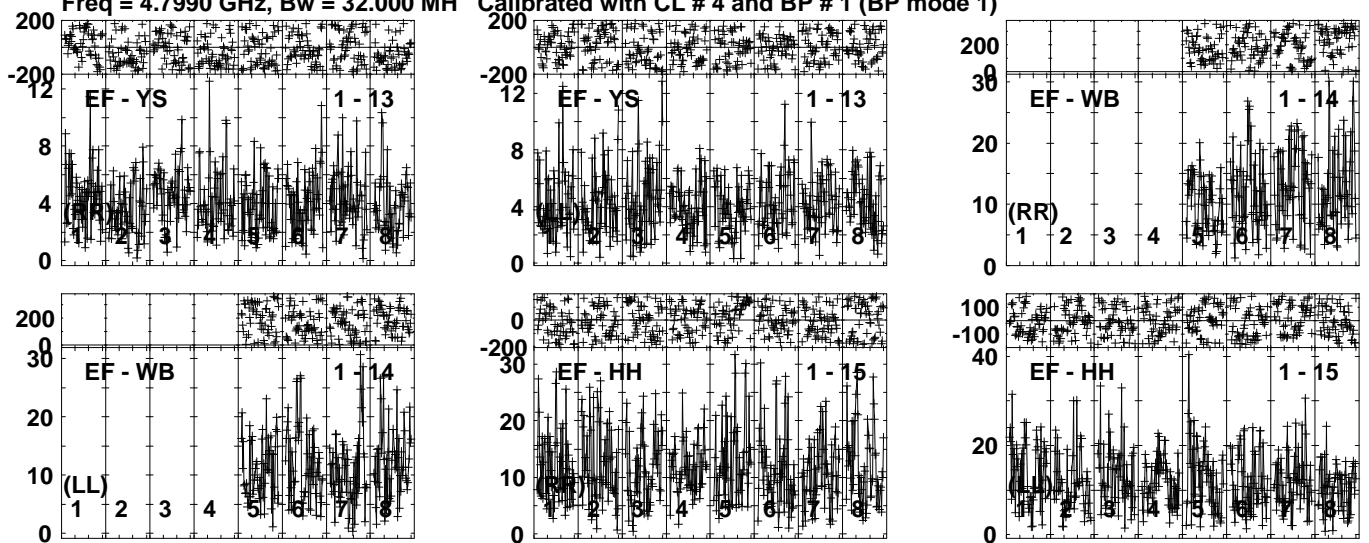 Freq = 4.7990 GHz, Bw = 32.000 MH Calibrated with CL # 4 and BP # 1 (BP mode 1)
200
-200
12
8
4
0
EF - YS 1 - 13
(RR)
1 2 3 4 5 6 7 8
200
0
-200
12
8
4
0
EF - YS 1 - 13
(LL)
1 2 3 4 5 6 7 8
200
0
30
20
10
0
EF - WB 1 - 14
(RR)
1 2 3 4 5 6 7 8
200
0
30
20
10
0
EF - WB 1 - 14
(LL)
1 2 3 4 5 6 7 8
0
-200
30
20
10
0
EF - HH 1 - 15
(RR)
1 2 3 4 5 6 7 8
100
-100
40
20
0
EF - HH 1 - 15
(LL)
1 2 3 4 5 6 7 8